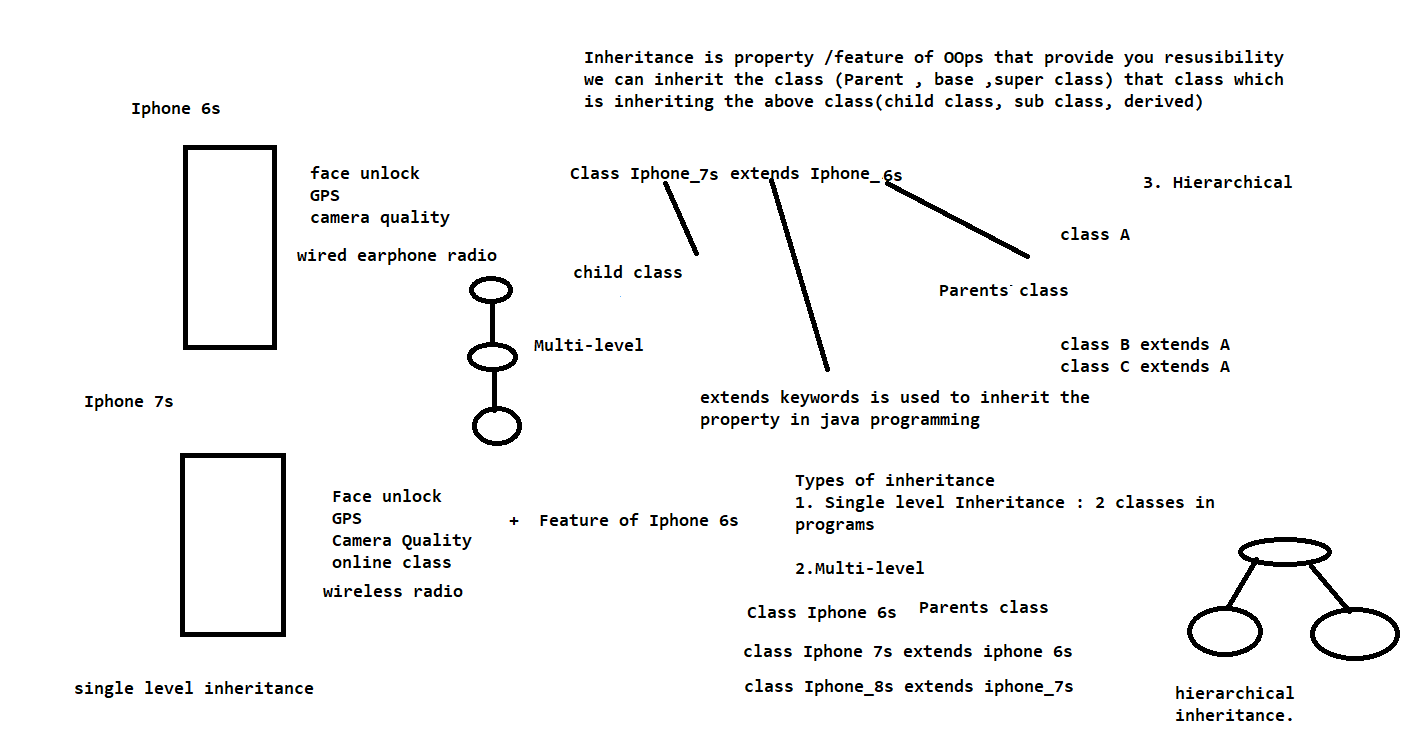 Inheritance is property /feature of OOps that provide you resusibility
we can inherit the class (Parent , base ,super class) that class which
is inheriting the above class(child class, sub class, derived)
Iphone 6s
face unlock
GPS
camera quality
wired earphone radio
Class Iphone_7s extends Iphone_6s
child class
Parents class
extends keywords is used to inherit the
property in java programming
Multi-level
3. Hierarchical
class A
class B extends A
class C extends A
Iphone 7s
Face unlock
GPS
Camera Quality
online class
wireless radio
+ Feature of Iphone 6s
single level inheritance
Types of inheritance
1. Single level Inheritance : 2 classes in
programs
2.Multi-level
Class Iphone 6s Parents class
class Iphone 7s extends iphone 6s
class Iphone_8s extends iphone_7s
hierarchical
inheritance.